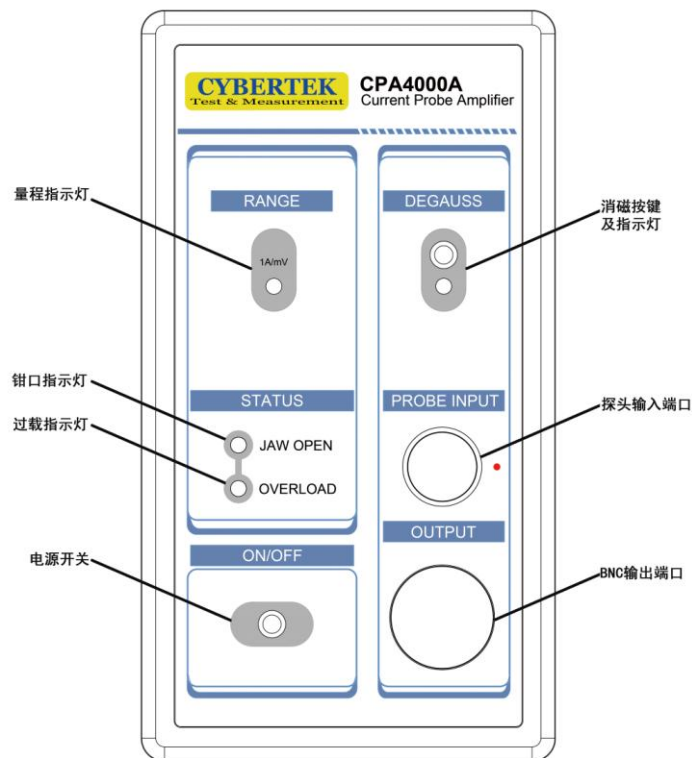 CYBERTEK
Test & Measurement
CPA4000A
Current Probe Amplifier
量程指示灯
RANGE
1A/mV
DEGAUSS
消磁按键
及指示灯
钳口指示灯
过载指示灯
STATUS
JAW OPEN
OVERLOAD
PROBE INPUT
探头输入端口
电源开关
ON/OFF
OUTPUT
BNC输出端口